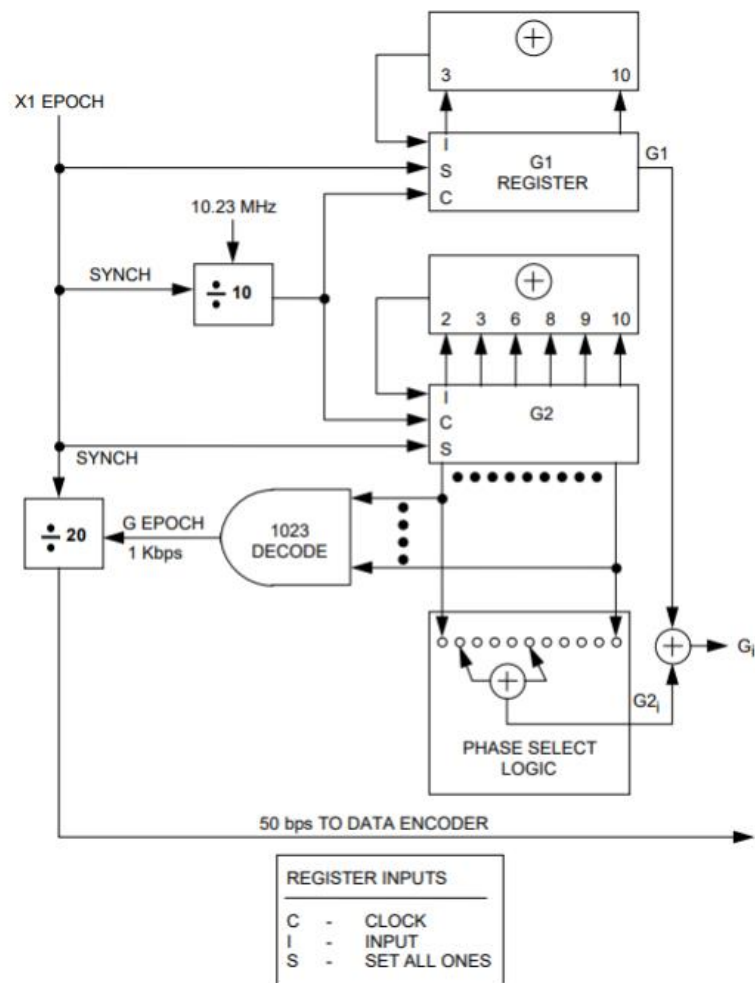 3 10
X1 EPOCH
I
S
C
G1
REGISTER
G1
10.23 MHz
SYNCH
÷ 10
2 3 6 8 9 10
I
C
S
G2
SYNCH
÷ 20
G EPOCH
1 Kbps
1023
DECODE
Gi
G2i
PHASE SELECT
LOGIC
50 bps TO DATA ENCODER
REGISTER INPUTS
C - CLOCK
I - INPUT
S - SET ALL ONES